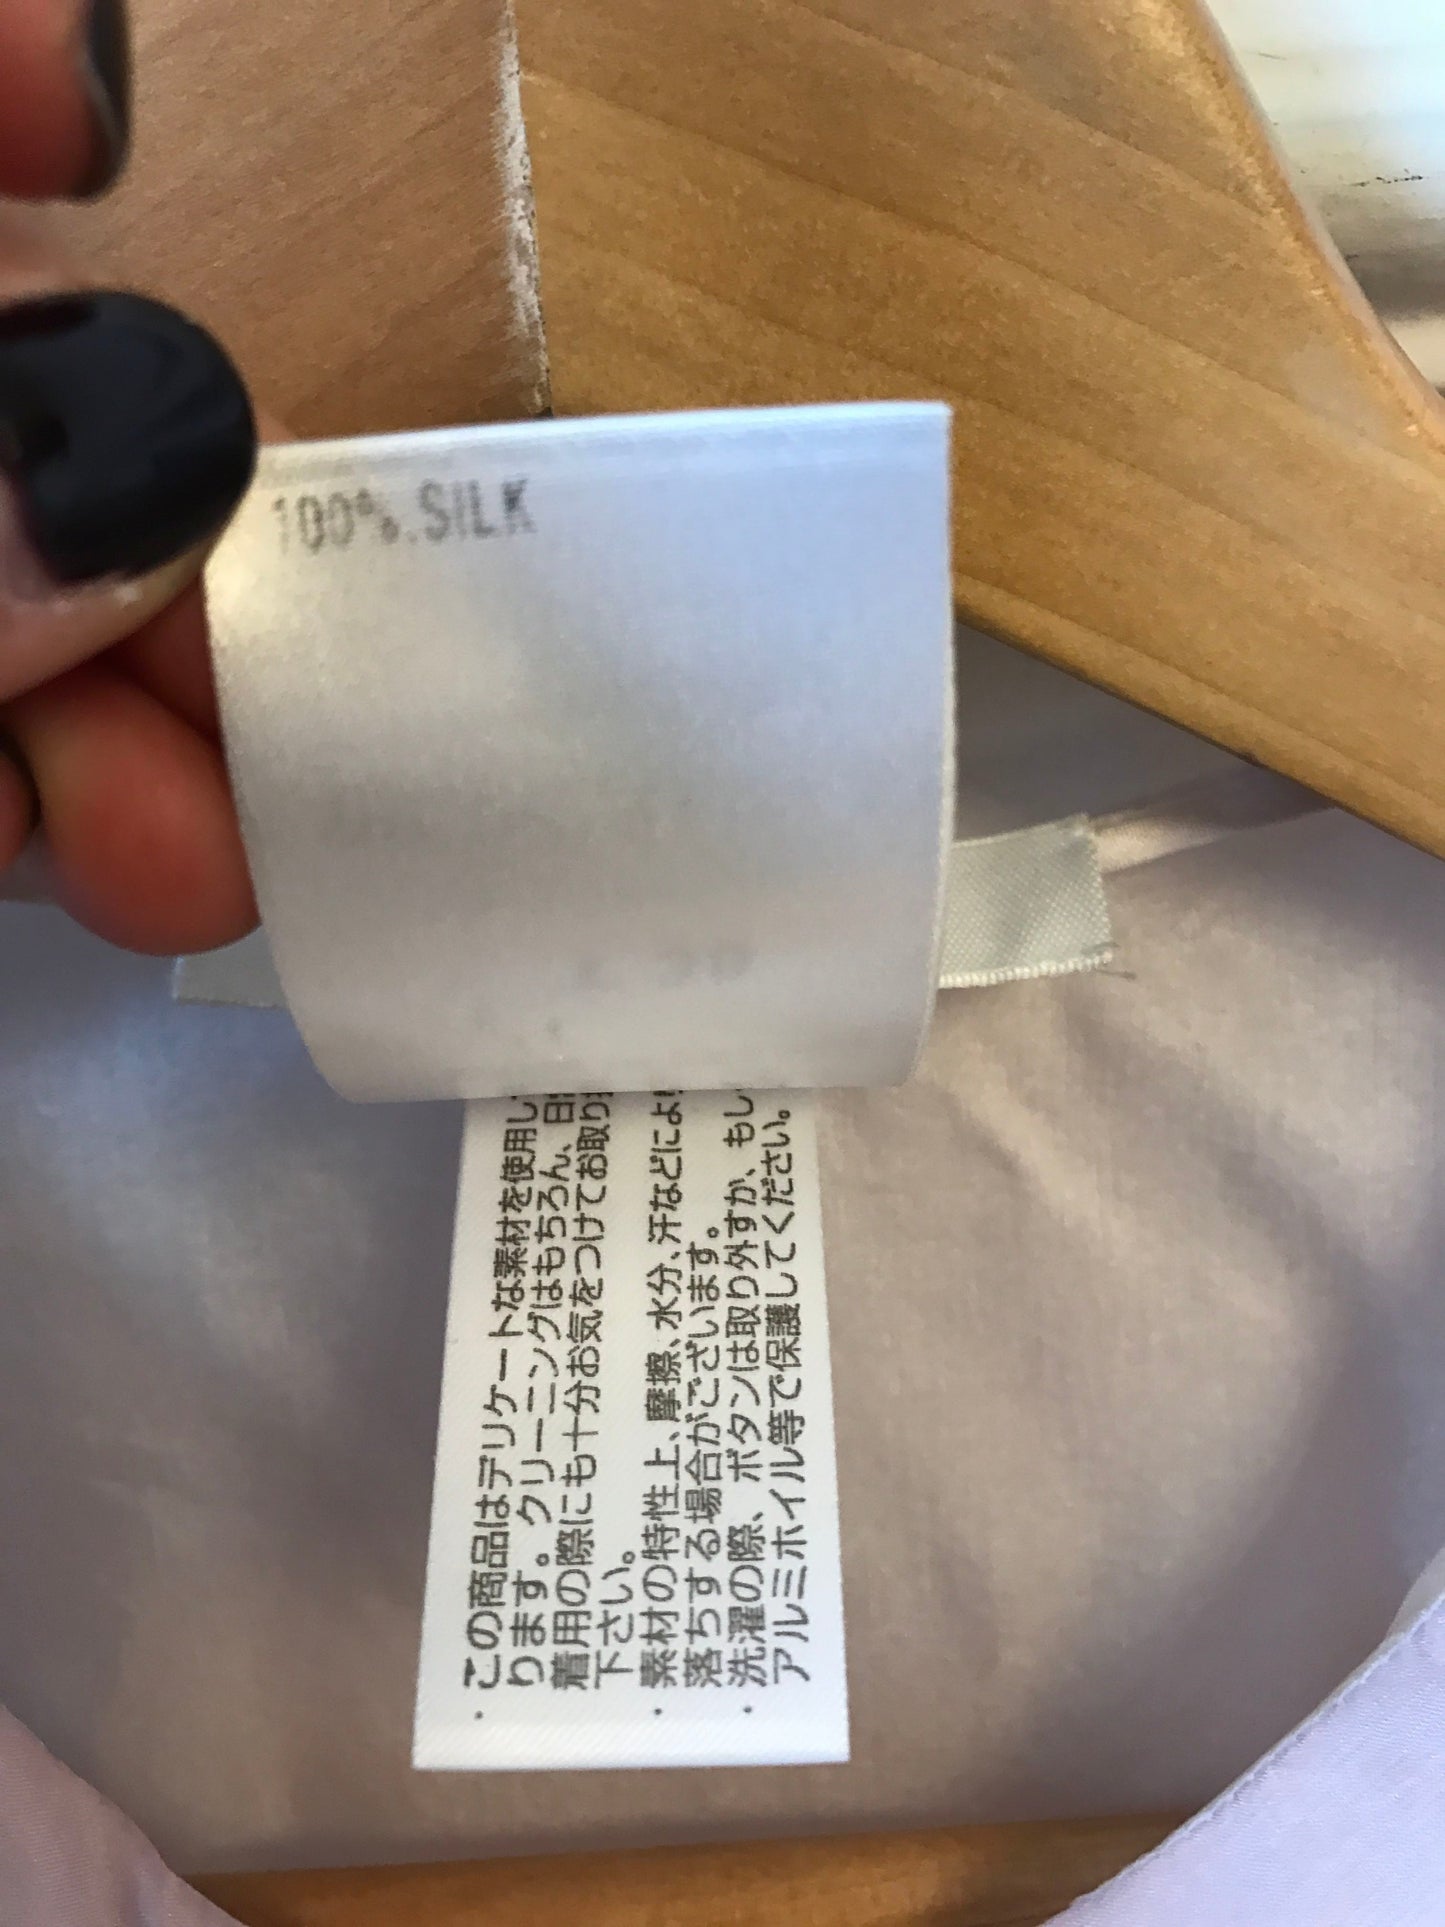 100%.SILK
・この商品はデリケートな素材を使用し
ります。クリーニングはもちろん、日
着用の際にも十分お気をつけてお取り
下さい。
・素材の特性上、摩擦、水分、汗などにより
落ちする場合がございます。
・洗濯の際、ボタンは取り外すか、もし
アルミホイル等で保護してください。